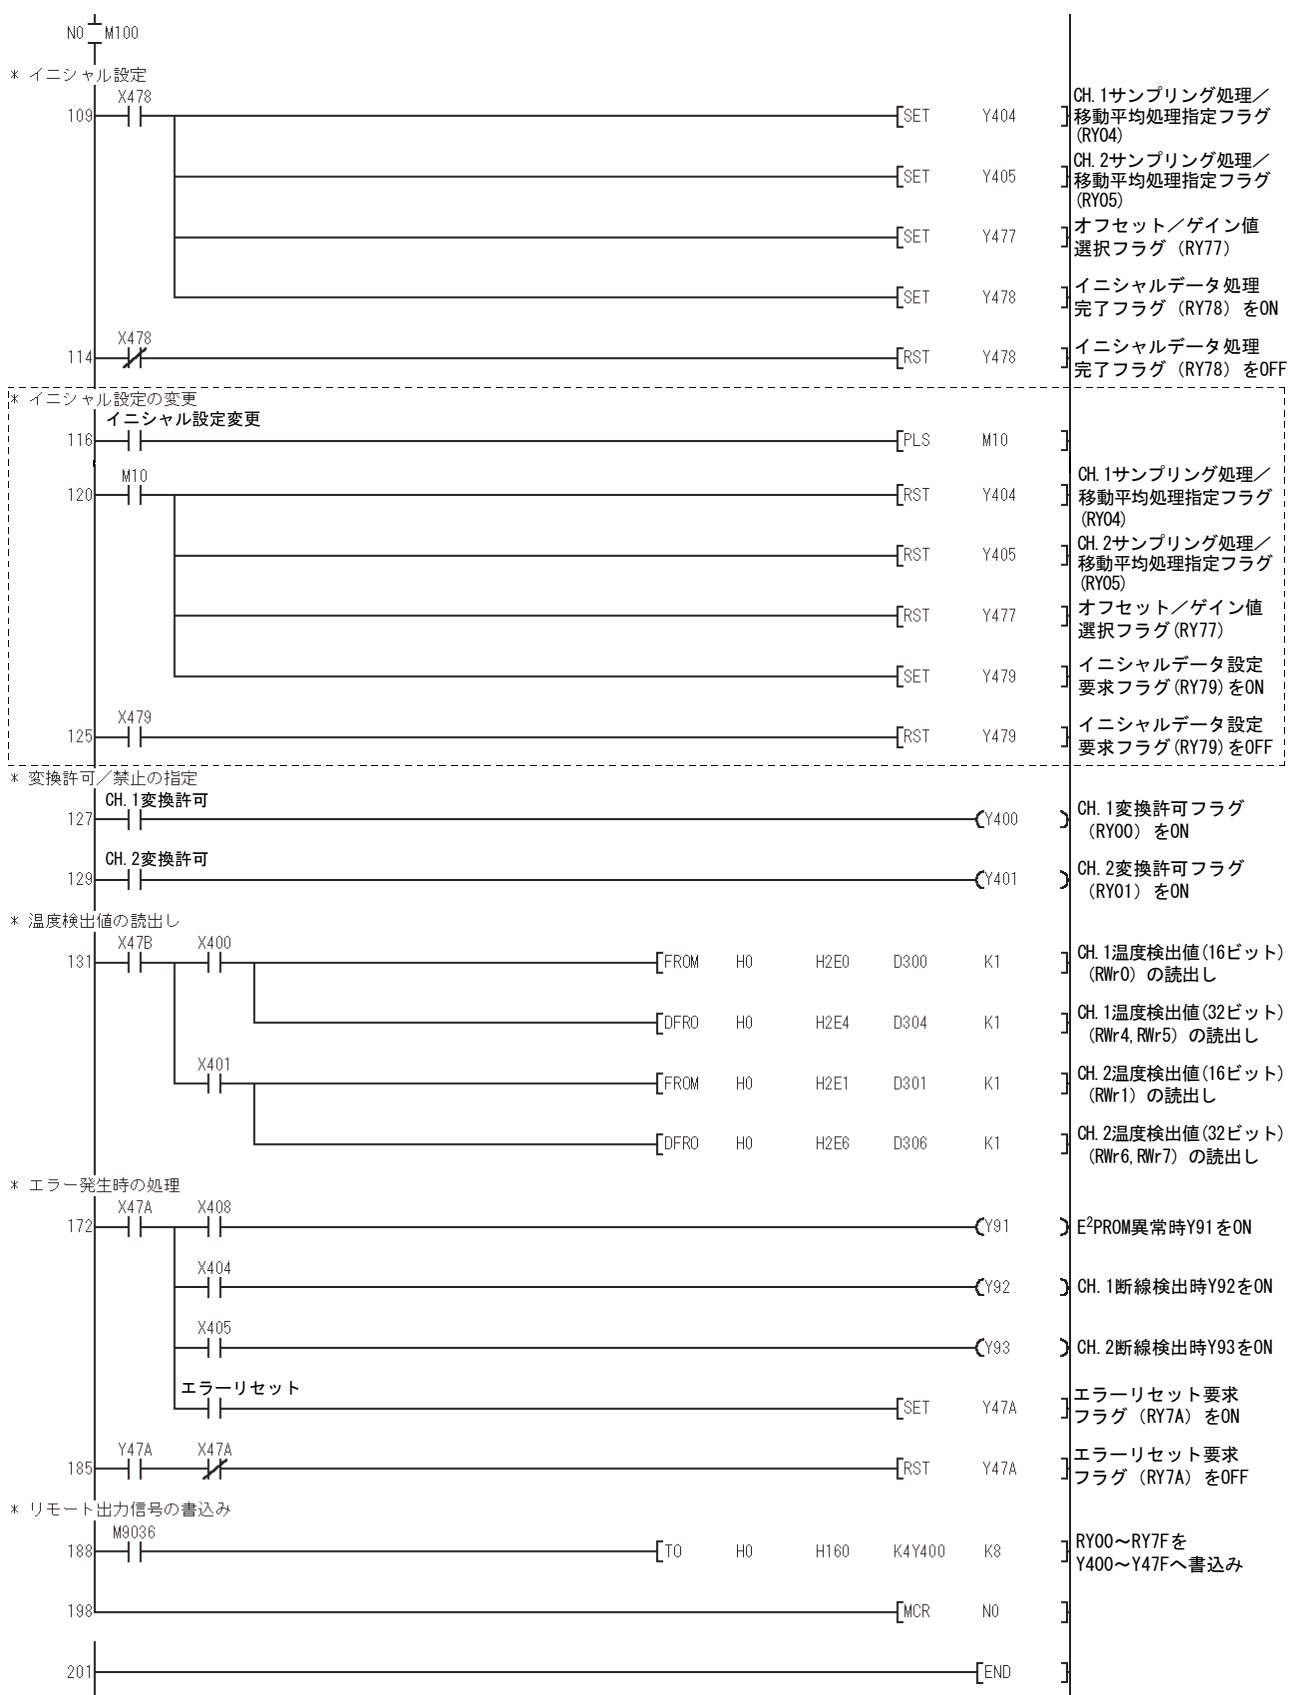 N0 M100
* イニシャル設定
X478
109 SET Y404 CH.1サンプリング処理／
移動平均処理指定フラグ
(RY04)
SET Y405 CH.2サンプリング処理／
移動平均処理指定フラグ
(RY05)
SET Y477 オフセット／ゲイン値
選択フラグ（RY77）
SET Y478 イニシャルデータ処理
完了フラグ（RY78）をON
X478
114 RST Y478 イニシャルデータ処理
完了フラグ（RY78）をOFF
* イニシャル設定の変更
イニシャル設定変更
116 PLS M10
M10
120 RST Y404 CH.1サンプリング処理／
移動平均処理指定フラグ
(RY04)
RST Y405 CH.2サンプリング処理／
移動平均処理指定フラグ
(RY05)
RST Y477 オフセット／ゲイン値
選択フラグ(RY77)
SET Y479 イニシャルデータ設定
要求フラグ(RY79)をON
X479
125 RST Y479 イニシャルデータ設定
要求フラグ(RY79)をOFF
* 変換許可／禁止の指定
CH.1変換許可
127 Y400 CH.1変換許可フラグ
（RY00）をON
CH.2変換許可
129 Y401 CH.2変換許可フラグ
（RY01）をON
* 温度検出値の読出し
X47B X400
131 FROM H0 H2E0 D300 K1 CH.1温度検出値(16ビット)
（RWr0）の読出し
DFRO H0 H2E4 D304 K1 CH.1温度検出値(32ビット)
（RWr4,RWr5）の読出し
X401
FROM H0 H2E1 D301 K1 CH.2温度検出値(16ビット)
（RWr1）の読出し
DFRO H0 H2E6 D306 K1 CH.2温度検出値(32ビット)
（RWr6,RWr7）の読出し
* エラー発生時の処理
X47A X408
172 Y91 E²PROM異常時Y91をON
X404
Y92 CH.1断線検出時Y92をON
X405
Y93 CH.2断線検出時Y93をON
エラーリセット
SET Y47A エラーリセット要求
フラグ（RY7A）をON
Y47A X47A
185 RST Y47A エラーリセット要求
フラグ（RY7A）をOFF
* リモート出力信号の書込み
M9036
188 TO H0 H160 K4Y400 K8 RY00～RY7Fを
Y400～Y47Fへ書込み
198 MCR N0
201 END